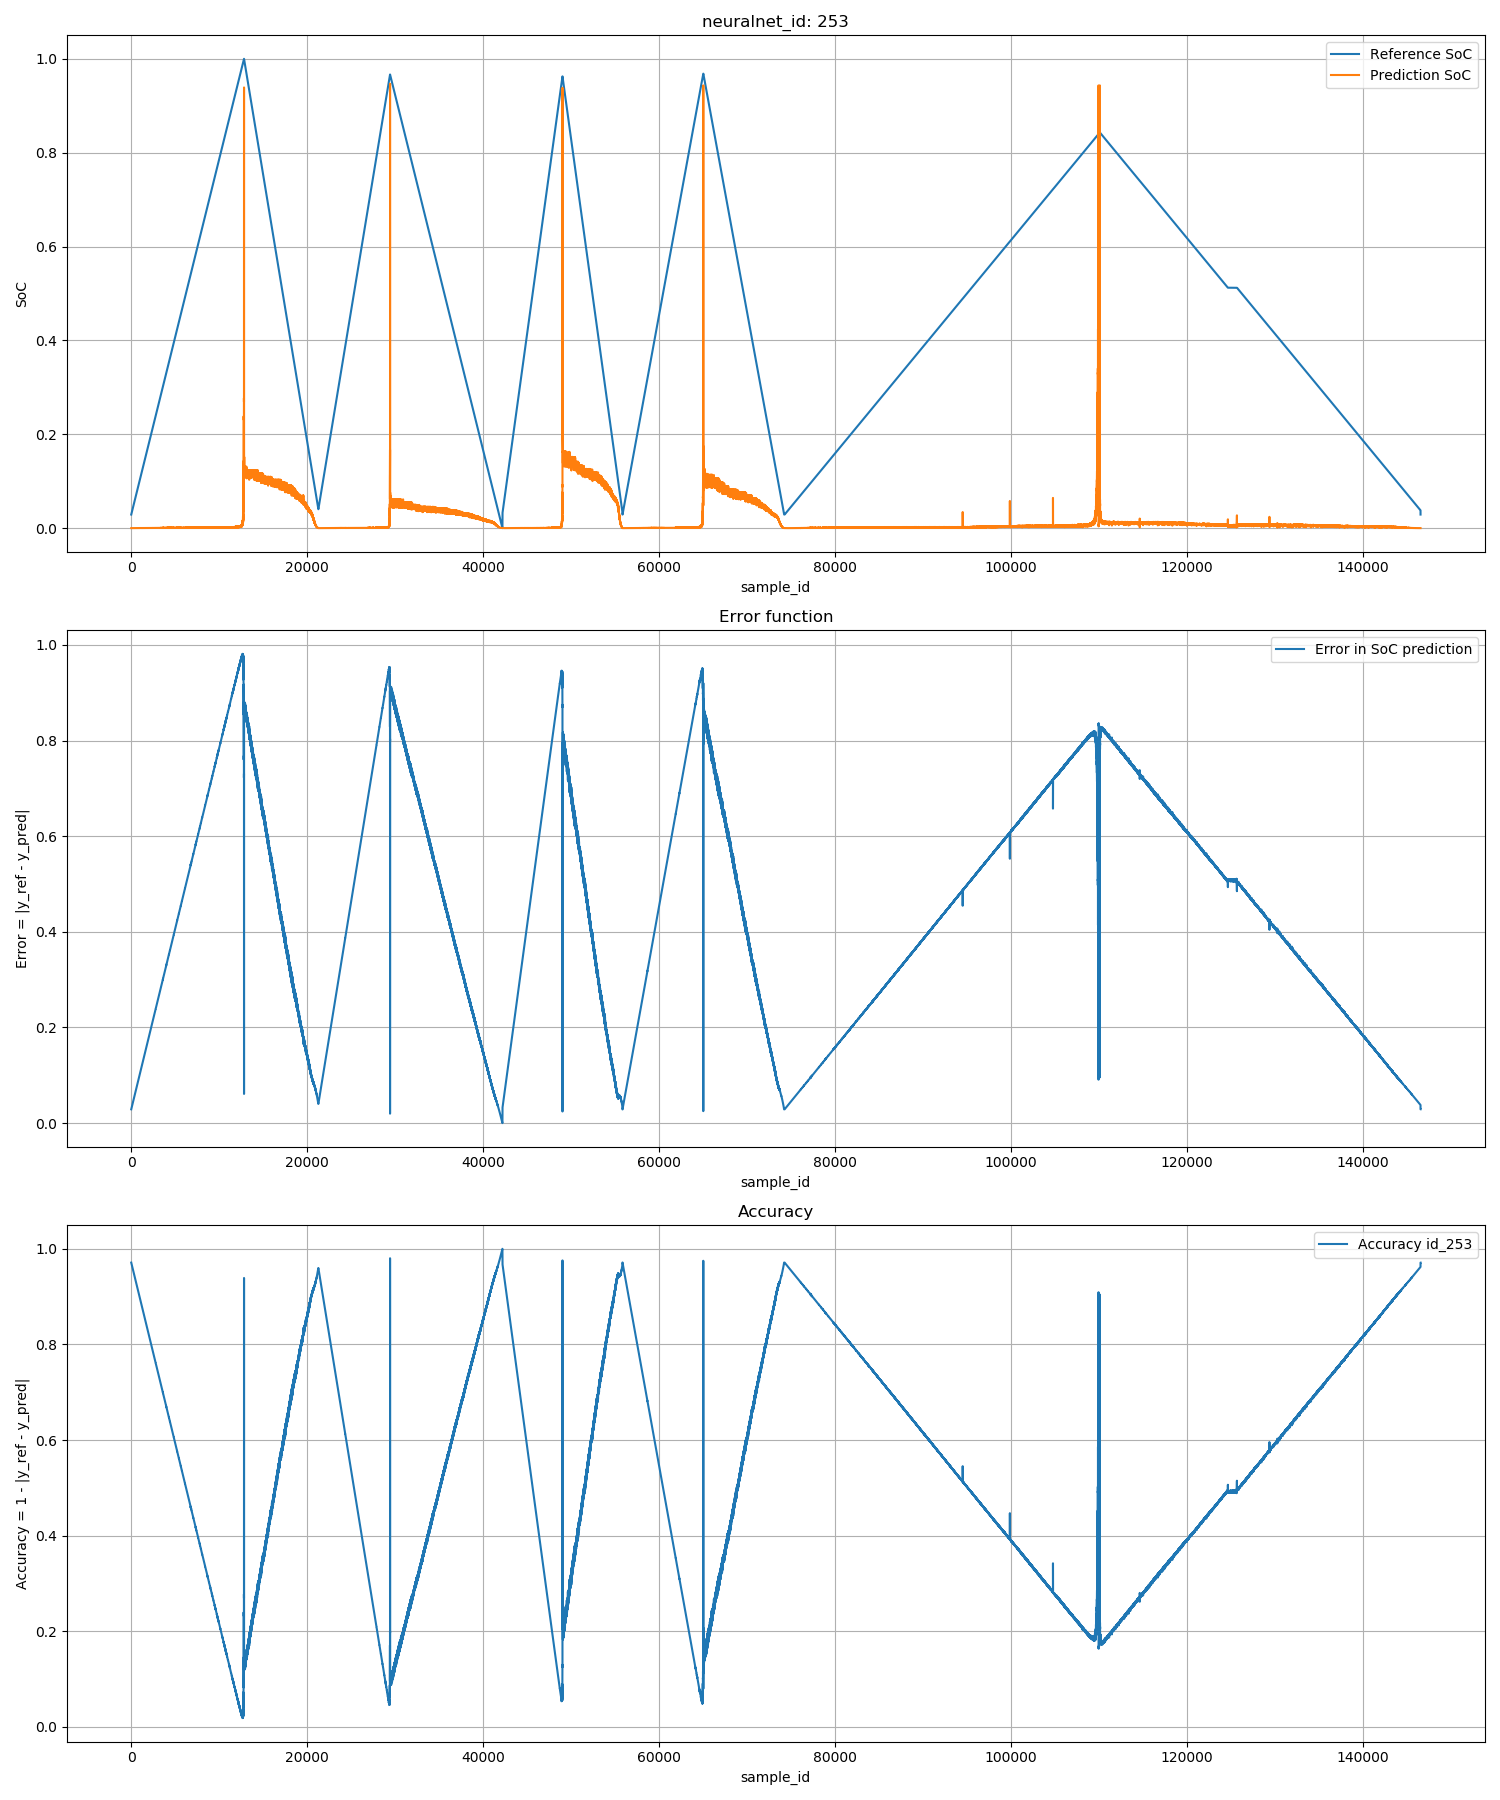 neuralnet_id: 253
Reference SoC
Prediction SoC
1.0
0.8
0.6
0.4
0.2
0.0
SoC
0 20000 40000 60000 80000 100000 120000 140000
sample_id
Error function
Error in SoC prediction
1.0
0.8
0.6
0.4
0.2
0.0
Error = |y_ref - y_pred|
0 20000 40000 60000 80000 100000 120000 140000
sample_id
Accuracy
Accuracy id_253
1.0
0.8
0.6
0.4
0.2
0.0
Accuracy = 1 - |y_ref - y_pred|
0 20000 40000 60000 80000 100000 120000 140000
sample_id